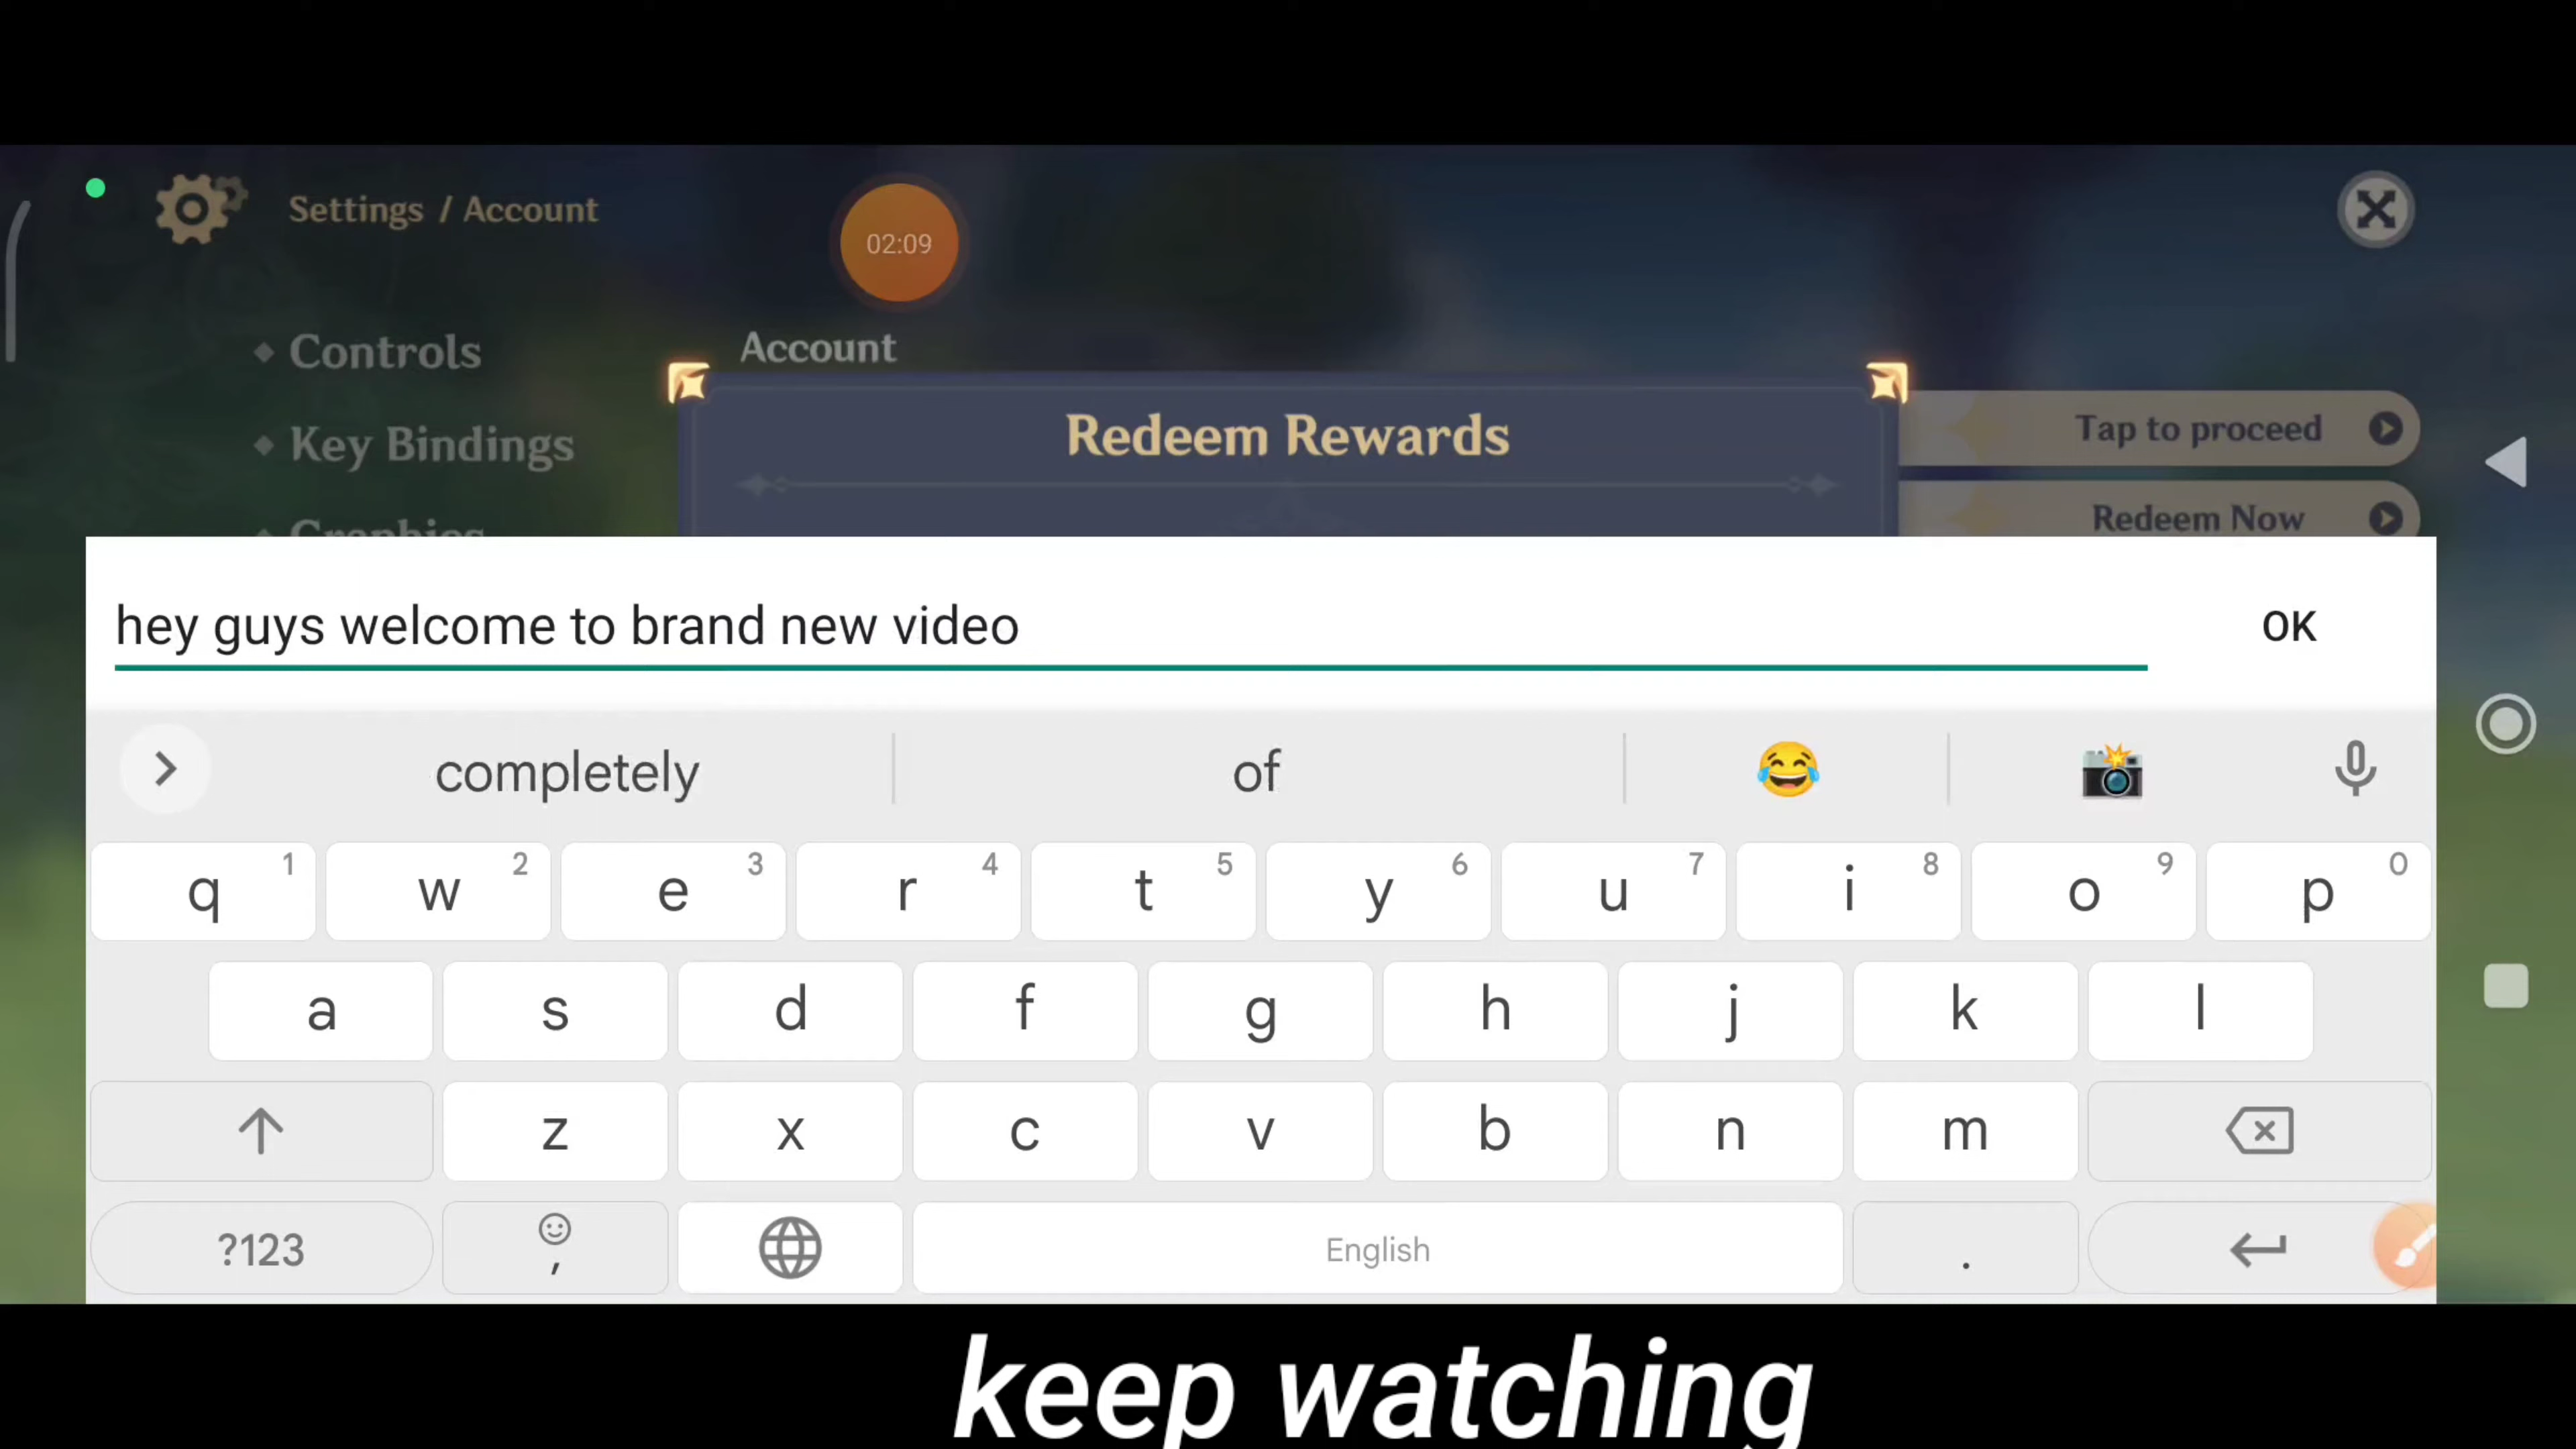 Settings / Account
02:09
Controls
Account
Key Bindings
Redeem Rewards
Tap to proceed
Graphics
Redeem Now
hey guys welcome to brand new video
OK
completely of
q 1 w 2 e 3 r 4 t 5 y 6 u 7 i 8 o 9 p 0
a s d f g h j k l
z x c v b n m
?123 , English .
keep watching